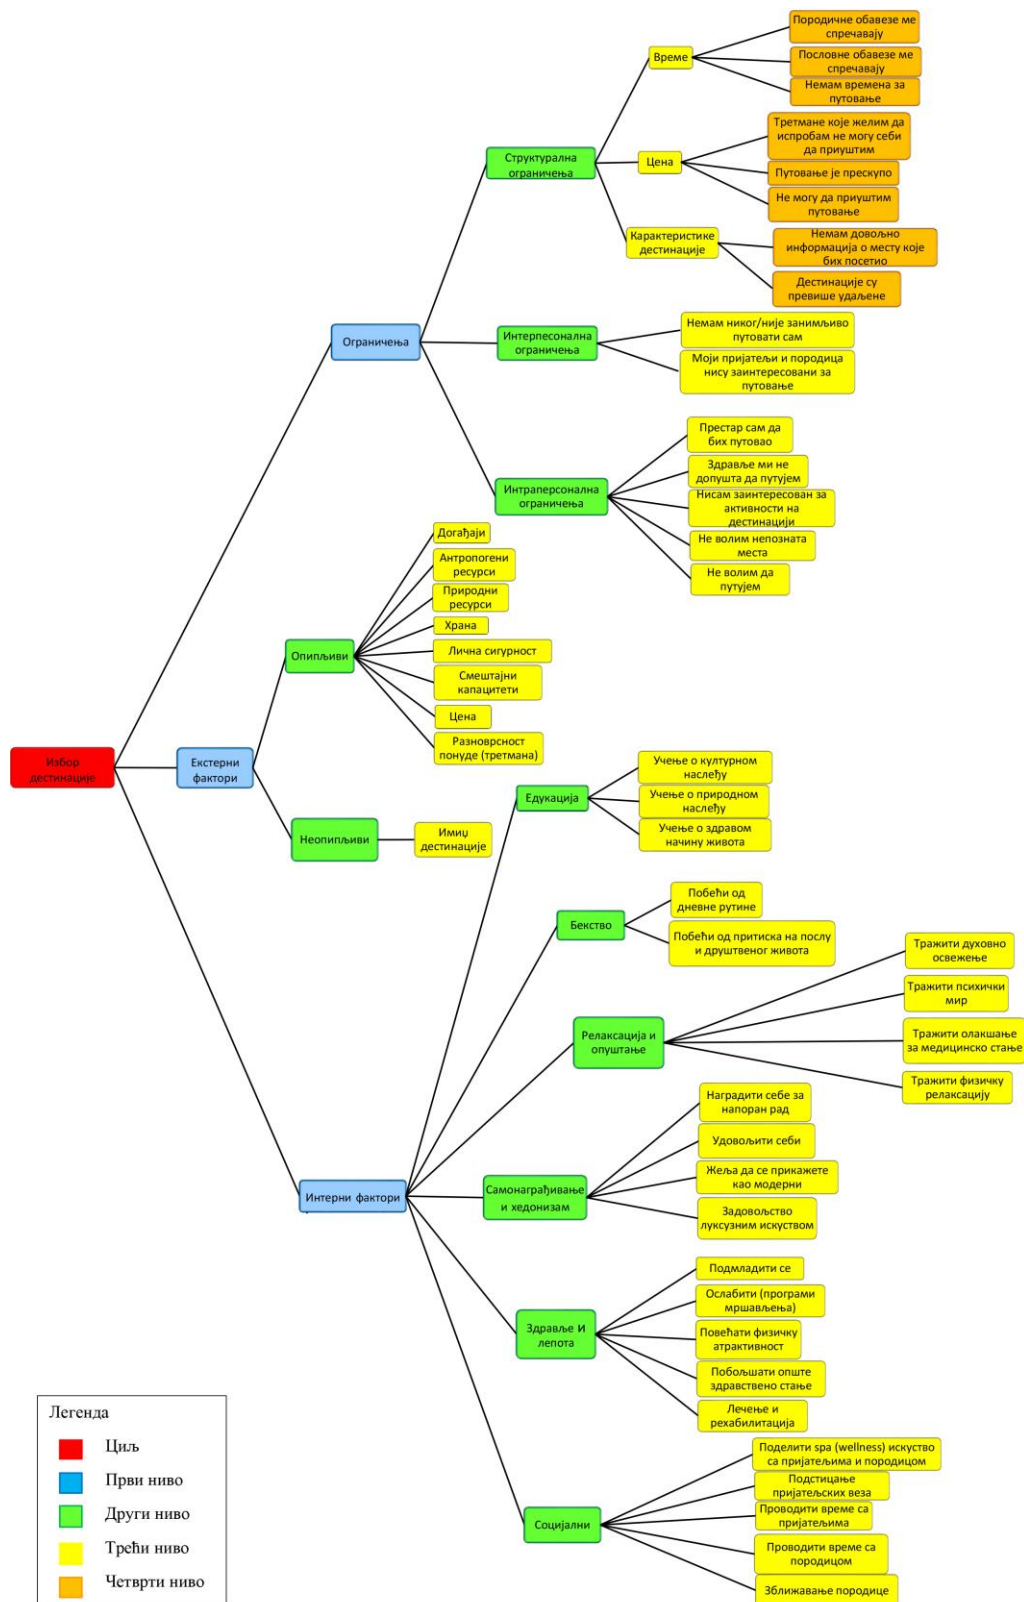 Породичне обавезе ме
спречавају
Време
Пословне обавезе ме
спречавају
Немам времена за
путовање
Третмане које желим да
испробам не могу себи
да приуштим
Структурална
ограничења
Цена
Путовање је прескупо
Не могу да приуштим
путовање
Карактеристике
дестинације
Немам довољно
информација о месту које
бих посетио
Дестинације су
превише удаљене
Ограничења
Интерпесонална
ограничења
Немам никог/није занимљиво
путовати сам
Моји пријатељи и породица
нису заинтересовани за
путовање
Престар сам да
бих путовао
Здравље ми не
допушта да путујем
Интраперсонална
ограничења
Нисам заинтересован за
активности на
дестинацији
Не волим непозната
места
Не волим да
путујем
Догађаји
Антропогени
ресурси
Природни
ресурси
Храна
Опипљиви
Лична сигурност
Смештајни
капацитети
Цена
Разноврсност
понуде (третмана)
Избор
дестинације
Екстерни
фактори
Неопипљиви
Имиџ
дестинације
Едукација
Учење о културном
наслеђу
Учење о природном
наслеђу
Учење о здравом
начину живота
Бекство
Побећи од
дневне рутине
Побећи од притиска на послу
и друштвеног живота
Релаксација и
опуштање
Тражити духовно
освежење
Тражити психички
мир
Тражити олакшање
за медицинско стање
Тражити физичку
релаксацију
Интерни фактори
Самонаграђивање
и хедонизам
Наградити себе за
напоран рад
Удовољити себи
Жеља да се прикажете
као модерни
Задовољство
луксузним искуством
Здравље и
лепота
Подмладити се
Ослабити (програми
мршављења)
Повећати физичку
атрактивност
Побољшати опште
здравствено стање
Лечење и
рехабилитација
Социјални
Поделити spa (wellness) искуство
са пријатељима и породицом
Подстицање
пријатељских веза
Проводити време са
пријатељима
Проводити време са
породицом
Зближавање породице
Легенда
Циљ
Први ниво
Други ниво
Трећи ниво
Четврти ниво